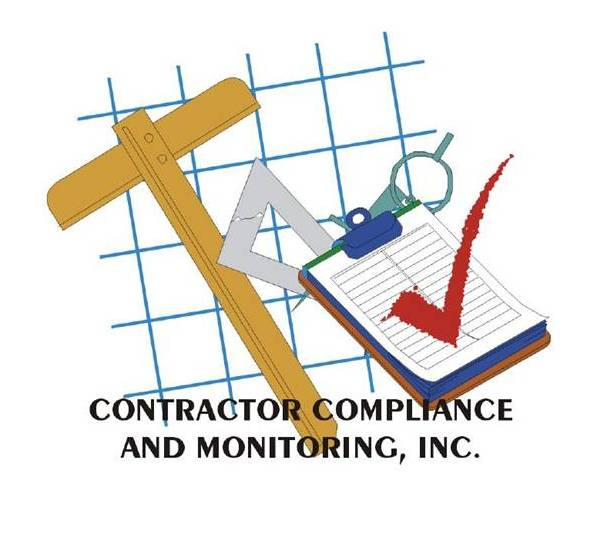 CONTRACTOR COMPLIANCE
AND MONITORING, INC.